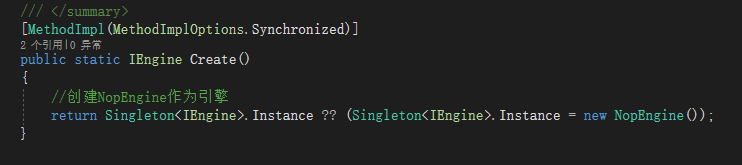 /// </summary>
[MethodImpl(MethodImplOptions.Synchronized)]
2 个引用|0 异常
public static IEngine Create()
{
//创建NopEngine作为引擎
return Singleton<IEngine>.Instance ?? (Singleton<IEngine>.Instance = new NopEngine());
}